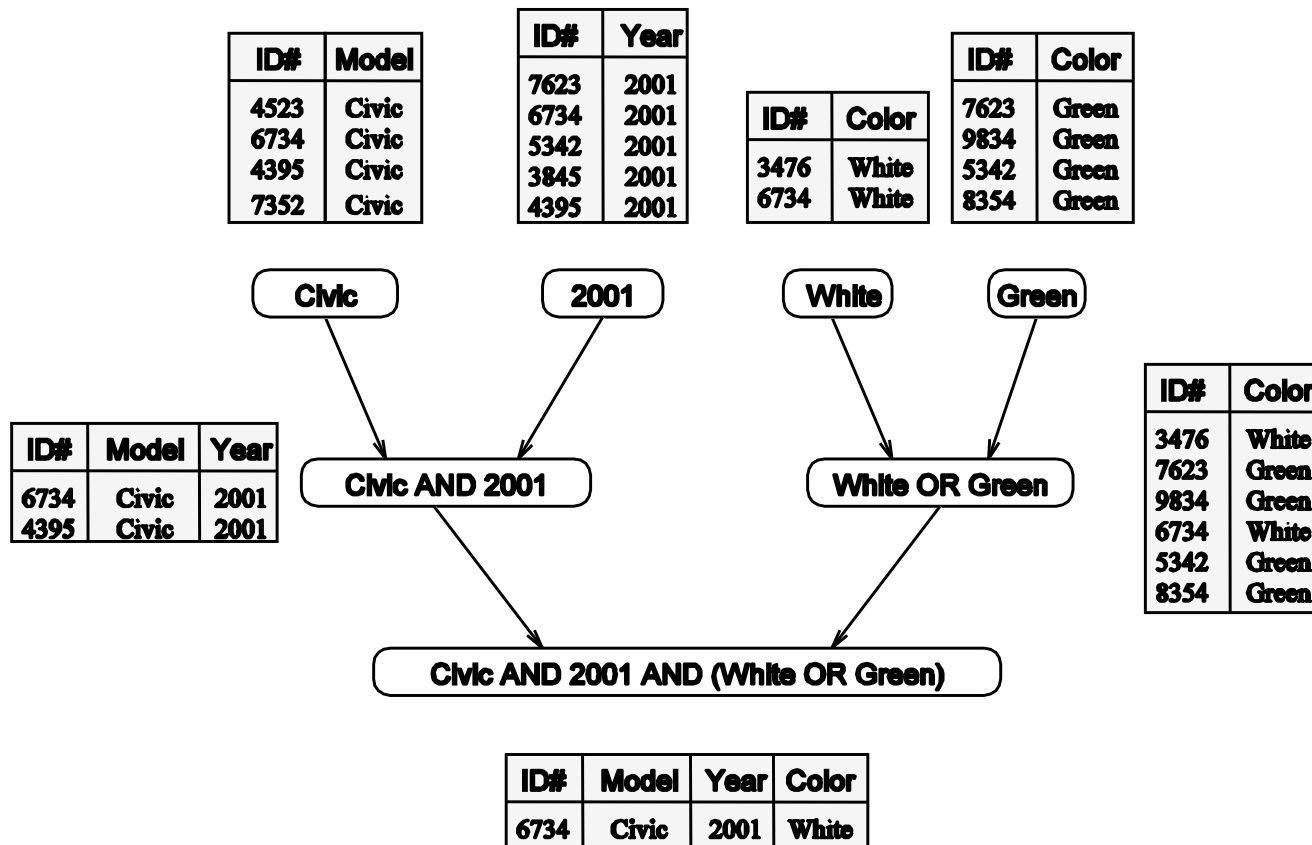 ID# Model
4523 Civic
6734 Civic
4395 Civic
7352 Civic
ID# Year
7623 2001
6734 2001
5342 2001
3845 2001
4395 2001
ID# Color
3476 White
6734 White
ID# Color
7623 Green
9834 Green
5342 Green
8354 Green
Civic
2001
White
Green
ID# Model Year
6734 Civic 2001
4395 Civic 2001
Civic AND 2001
White OR Green
ID# Color
3476 White
7623 Green
9834 Green
6734 White
5342 Green
8354 Green
Civic AND 2001 AND (White OR Green)
ID# Model Year Color
6734 Civic 2001 White